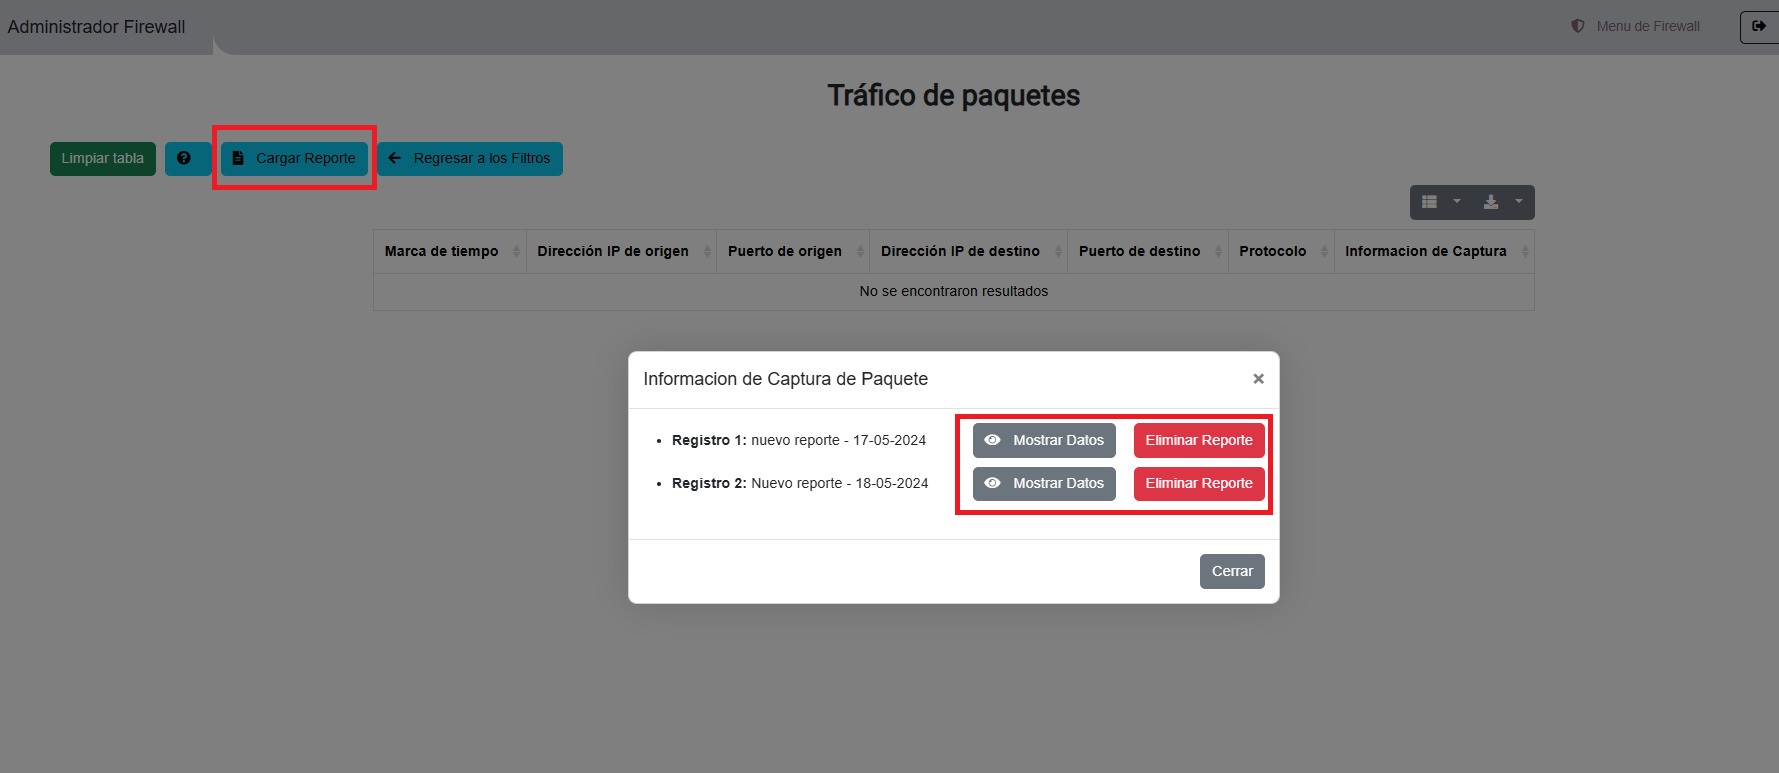 Administrador Firewall
Menu de Firewall
Tráfico de paquetes
Limpiar tabla
Cargar Reporte
Regresar a los Filtros
Marca de tiempo
Dirección IP de origen
Puerto de origen
Dirección IP de destino
Puerto de destino
Protocolo
Informacion de Captura
No se encontraron resultados
Informacion de Captura de Paquete
Registro 1: nuevo reporte - 17-05-2024
Mostrar Datos
Eliminar Reporte
Registro 2: Nuevo reporte - 18-05-2024
Mostrar Datos
Eliminar Reporte
Cerrar